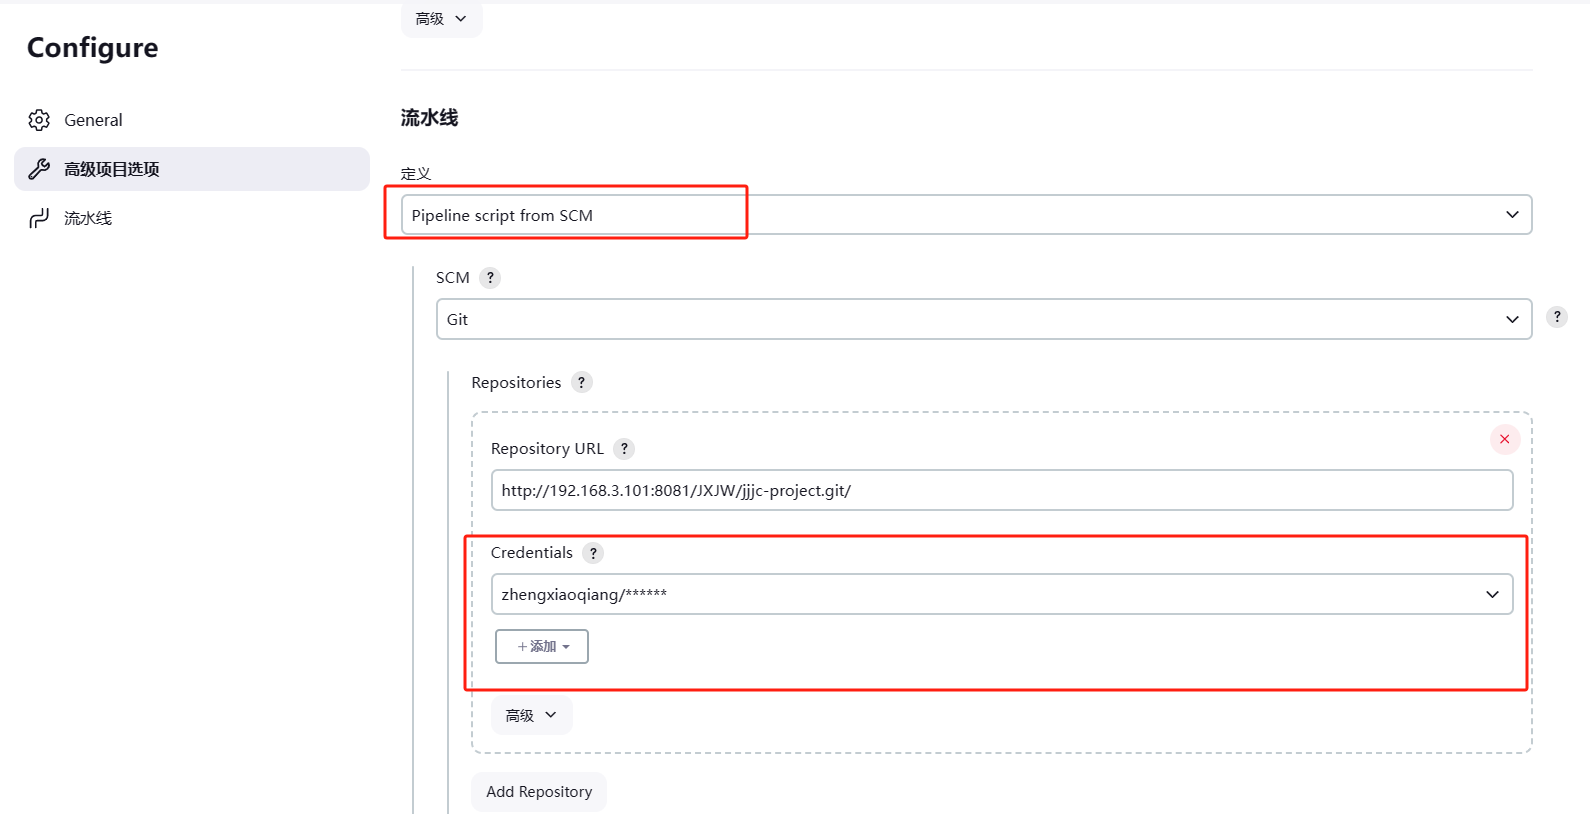 高级
Configure
General
高级项目选项
流水线
流水线
定义
Pipeline script from SCM
SCM ?
Git
?
Repositories ?
Repository URL ?
http://192.168.3.101:8081/JXJW/jjjc-project.git/
Credentials ?
zhengxiaoqiang/******
+添加
高级
Add Repository